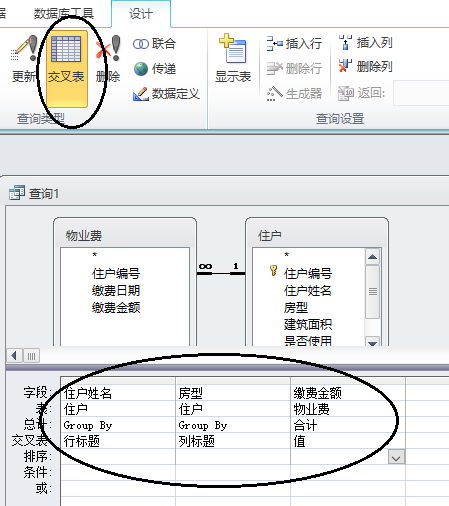 据 数据库工具 设计
更新 交叉表 删除 联合 传递 数据定义 显示表 插入行 删除行 生成器 插入列 删除列 返回:
查询类型 查询设置
查询1
物业费
*
住户编号
缴费日期
缴费金额
∞ 1
住户
*
住户编号
住户姓名
房型
建筑面积
是否使用
字段: 住户姓名 房型 缴费金额
表: 住户 住户 物业费
总计: Group By Group By 合计
交叉表: 行标题 列标题 值
排序:
条件:
或: